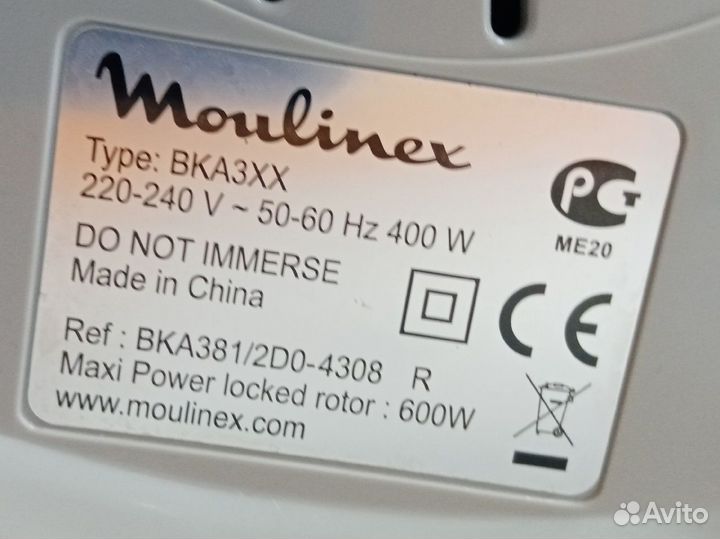 Moulinex
Type: BKA3XX
220-240 V ~ 50-60 Hz 400 W
DO NOT IMMERSE
Made in China
Ref : BKA381/2D0-4308 R
Maxi Power locked rotor : 600W
www.moulinex.com
РСТ
ME20
CE
Avito